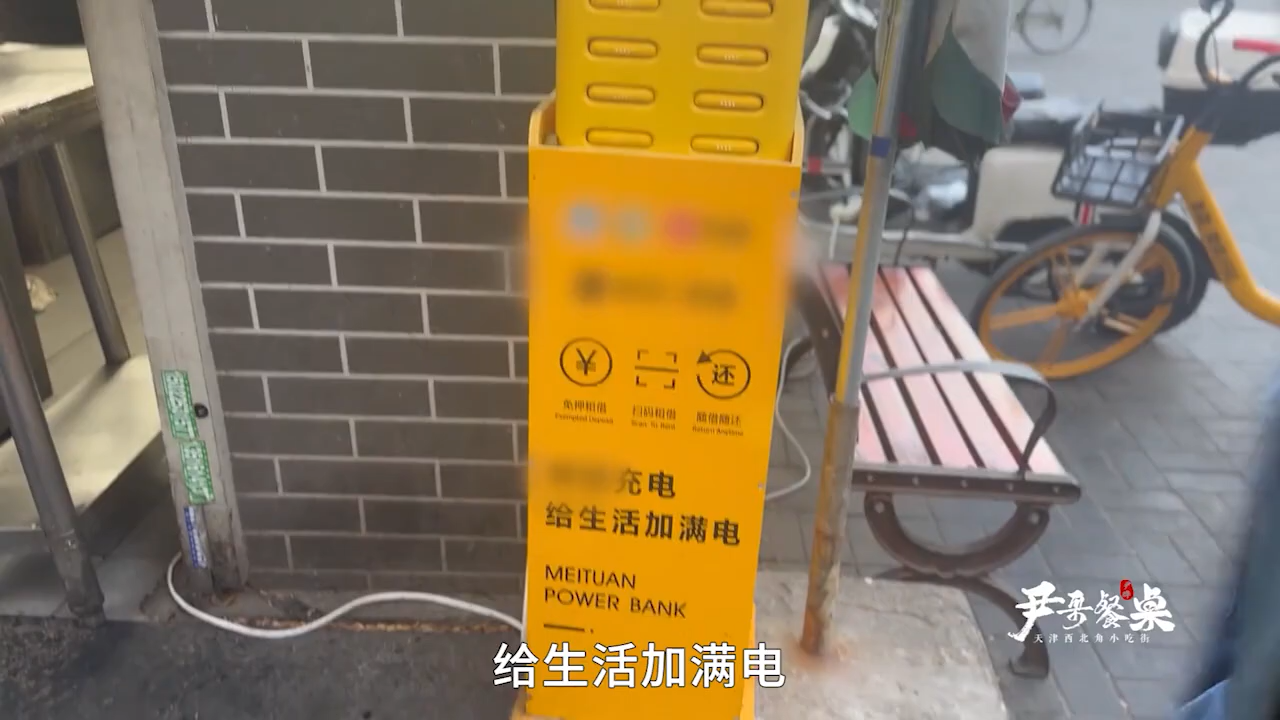 ¥
还
免押租借
扫码租借
随借随还
Exempted Deposit
Scan To Rent
Return Anytime
充电
给生活加满电
MEITUAN
POWER BANK
尹哥餐桌
天津西北角小吃街
给生活加满电